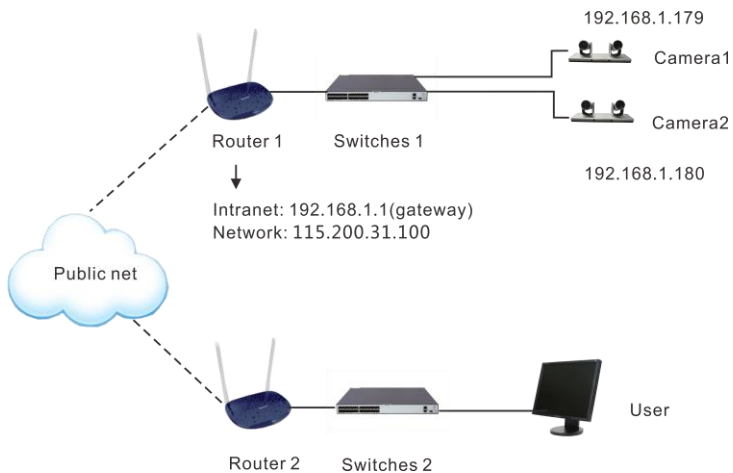 192.168.1.179
Camera1
Router 1
Switches 1
Camera2
192.168.1.180
Intranet: 192.168.1.1(gateway)
Network: 115.200.31.100
Public net
User
Router 2
Switches 2